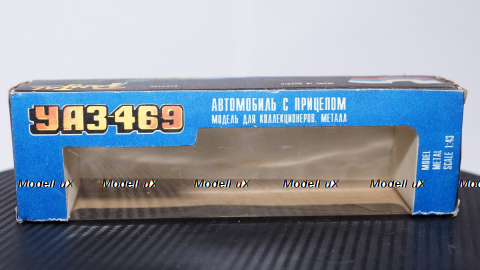 УАЗ-469
АВТОМОБИЛЬ С ПРИЦЕПОМ
МОДЕЛЬ ДЛЯ КОЛЛЕКЦИОНЕРОВ, МЕТАЛЛ
MODEL
METAL
SCALE 1:43
Modell uX Modell uX Modell uX Modell uX Modell uX